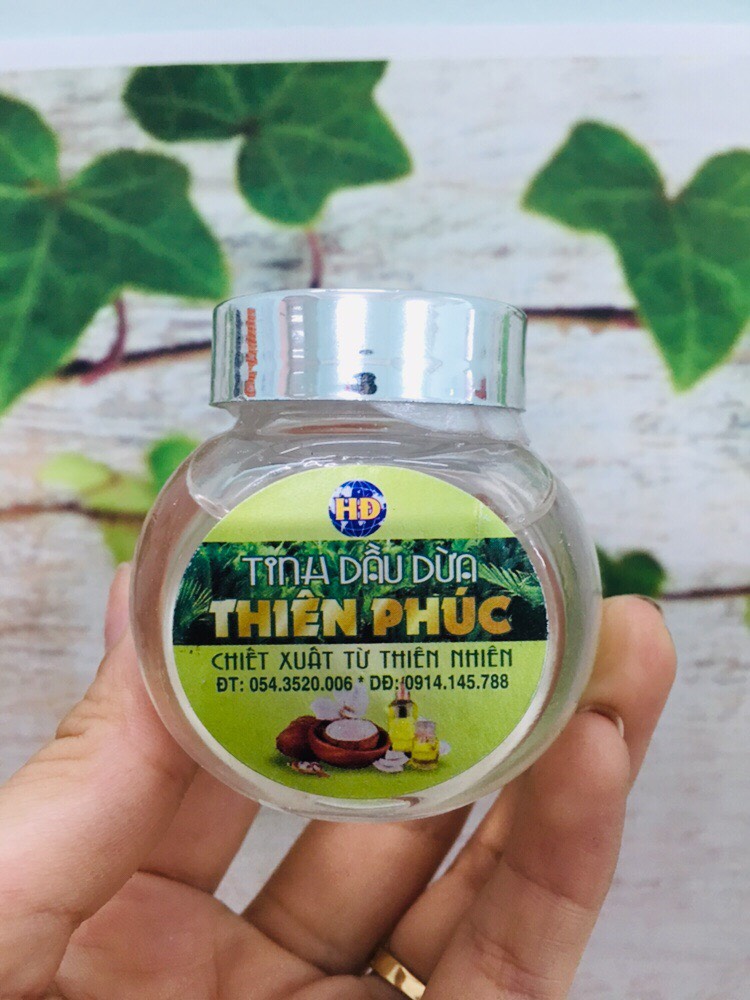 HĐ
TINH DẦU DỪA
THIÊN PHÚC
CHIẾT XUẤT TỪ THIÊN NHIÊN
ĐT: 054.3520.006 * DĐ: 0914.145.788